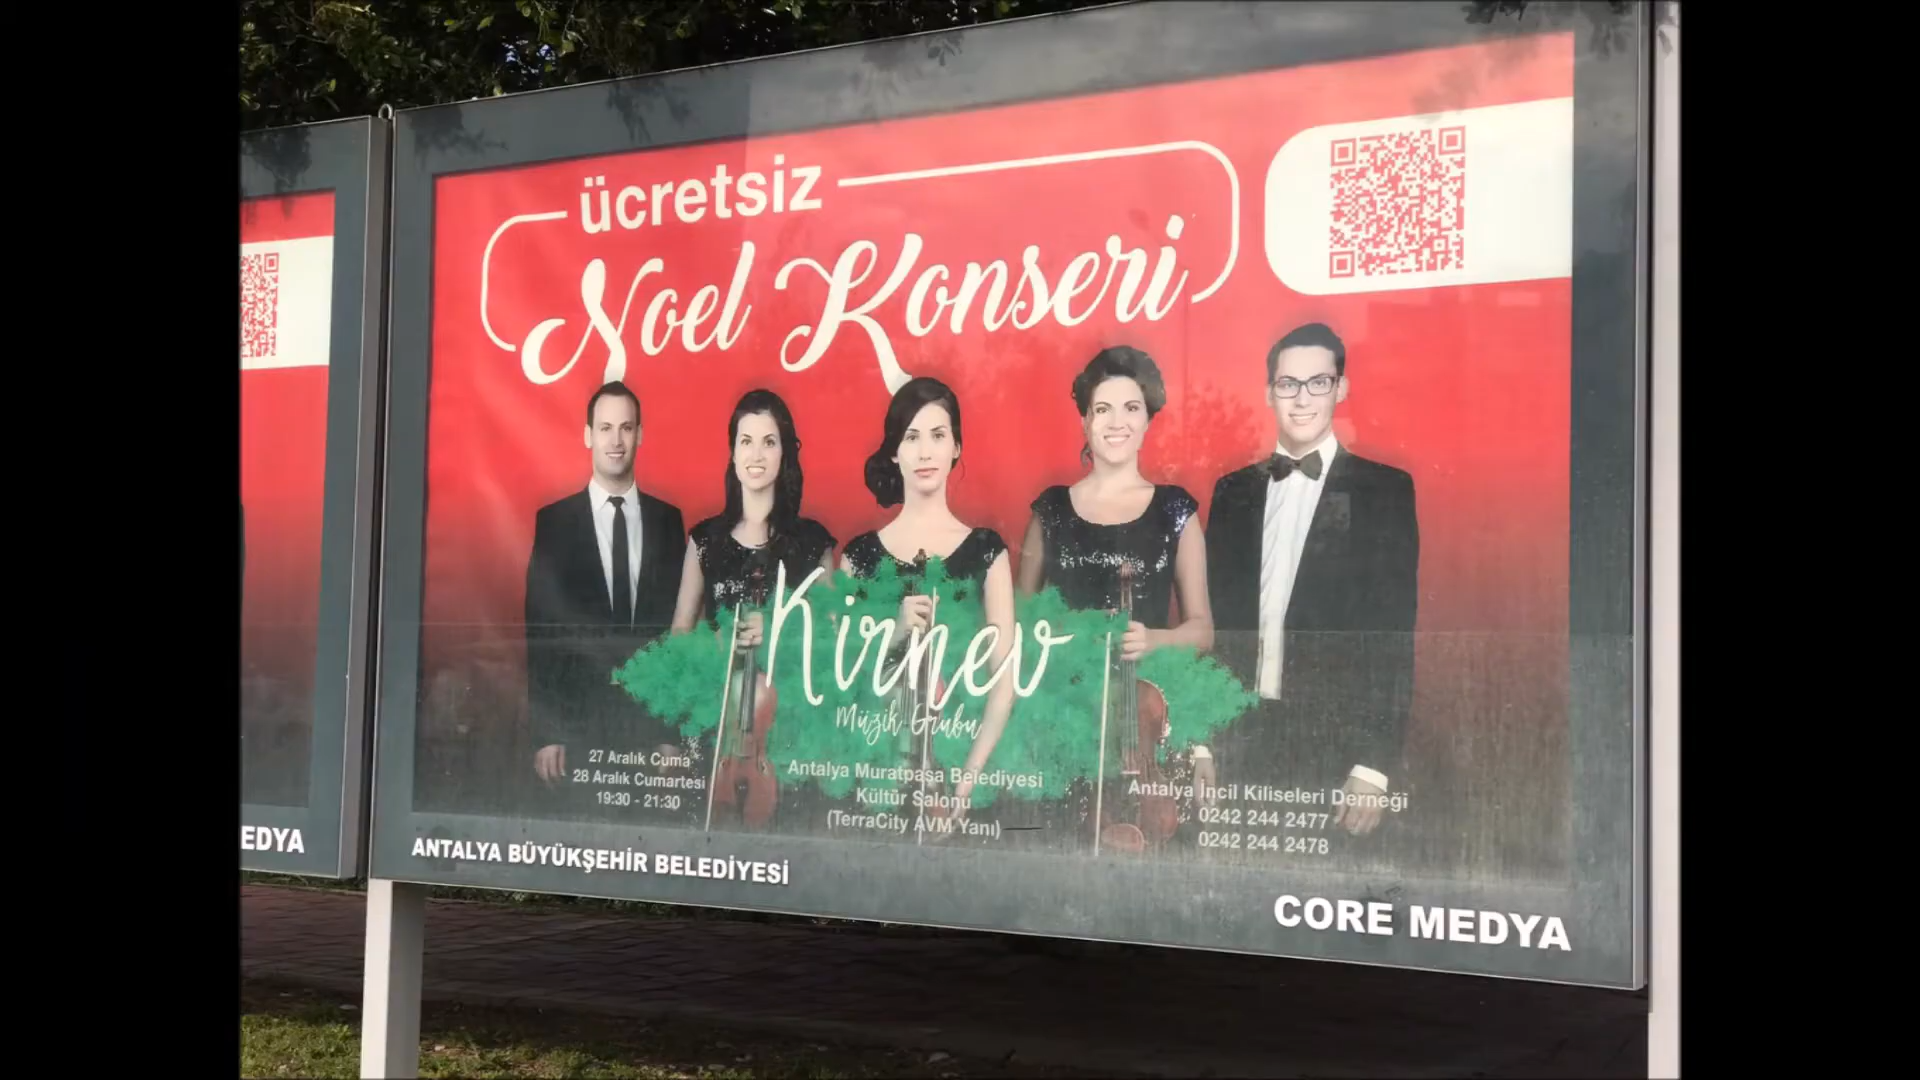 ücretsiz
Noel Konseri
Kirnev
Müzik Grubu
27 Aralık Cuma
28 Aralık Cumartesi
19:30 - 21:30
Antalya Muratpaşa Belediyesi
Kültür Salonu
(TerraCity AVM Yanı)
Antalya İncil Kiliseleri Derneği
0242 244 2477
0242 244 2478
EDYA
ANTALYA BÜYÜKŞEHİR BELEDİYESİ
CORE MEDYA